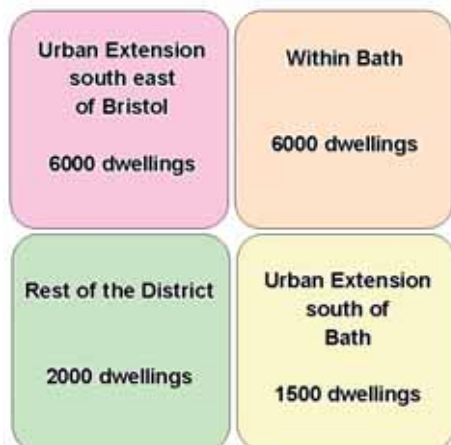 Urban Extension
south east
of Bristol
6000 dwellings
Within Bath
6000 dwellings
Rest of the District
2000 dwellings
Urban Extension
south of
Bath
1500 dwellings